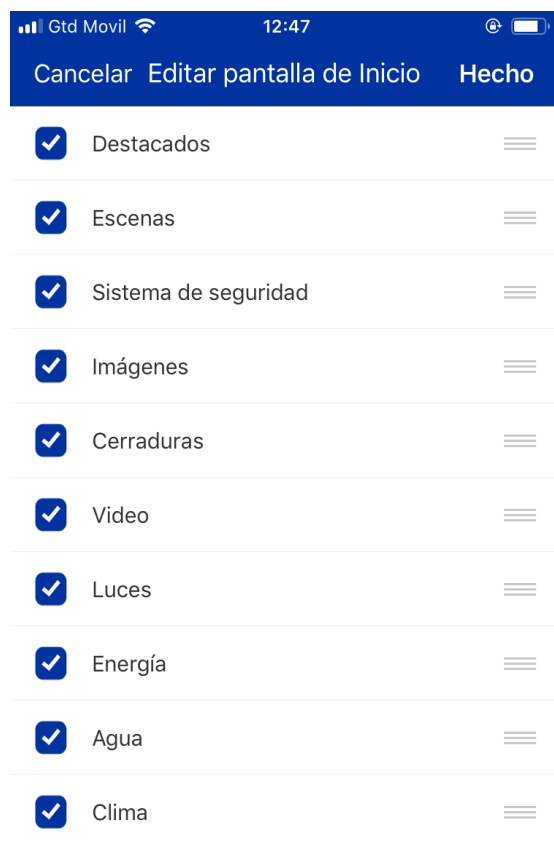 Gtd Movil 12:47
Cancelar Editar pantalla de Inicio Hecho
Destacados
Escenas
Sistema de seguridad
Imágenes
Cerraduras
Video
Luces
Energía
Agua
Clima